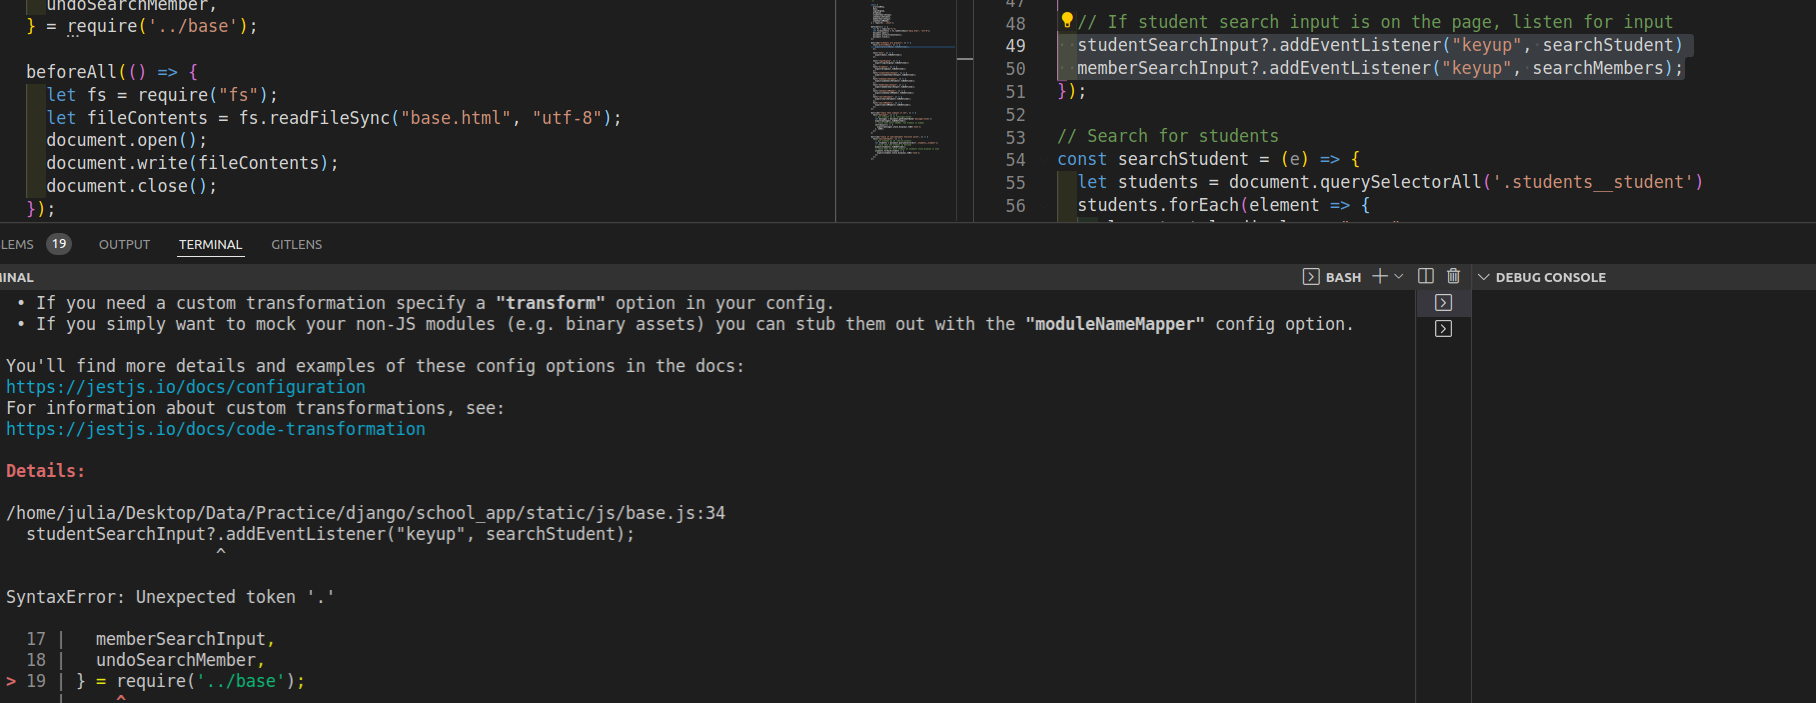 undoSearchMember,
} = require('../base');
beforeAll(() => {
let fs = require("fs");
let fileContents = fs.readFileSync("base.html", "utf-8");
document.open();
document.write(fileContents);
document.close();
});
47
48 // If student search input is on the page, listen for input
49 studentSearchInput?.addEventListener("keyup", searchStudent)
50 memberSearchInput?.addEventListener("keyup", searchMembers);
51 });
52
53 // Search for students
54 const searchStudent = (e) => {
55 let students = document.querySelectorAll('.students__student')
56 students.forEach(element => {
LEMS 19 OUTPUT TERMINAL GITLENS
INAL BASH DEBUG CONSOLE
• If you need a custom transformation specify a "transform" option in your config.
• If you simply want to mock your non-JS modules (e.g. binary assets) you can stub them out with the "moduleNameMapper" config option.
You'll find more details and examples of these config options in the docs:
https://jestjs.io/docs/configuration
For information about custom transformations, see:
https://jestjs.io/docs/code-transformation
Details:
/home/julia/Desktop/Data/Practice/django/school_app/static/js/base.js:34
studentSearchInput?.addEventListener("keyup", searchStudent);
^
SyntaxError: Unexpected token '.'
17 | memberSearchInput,
18 | undoSearchMember,
> 19 | } = require('../base');
| ^